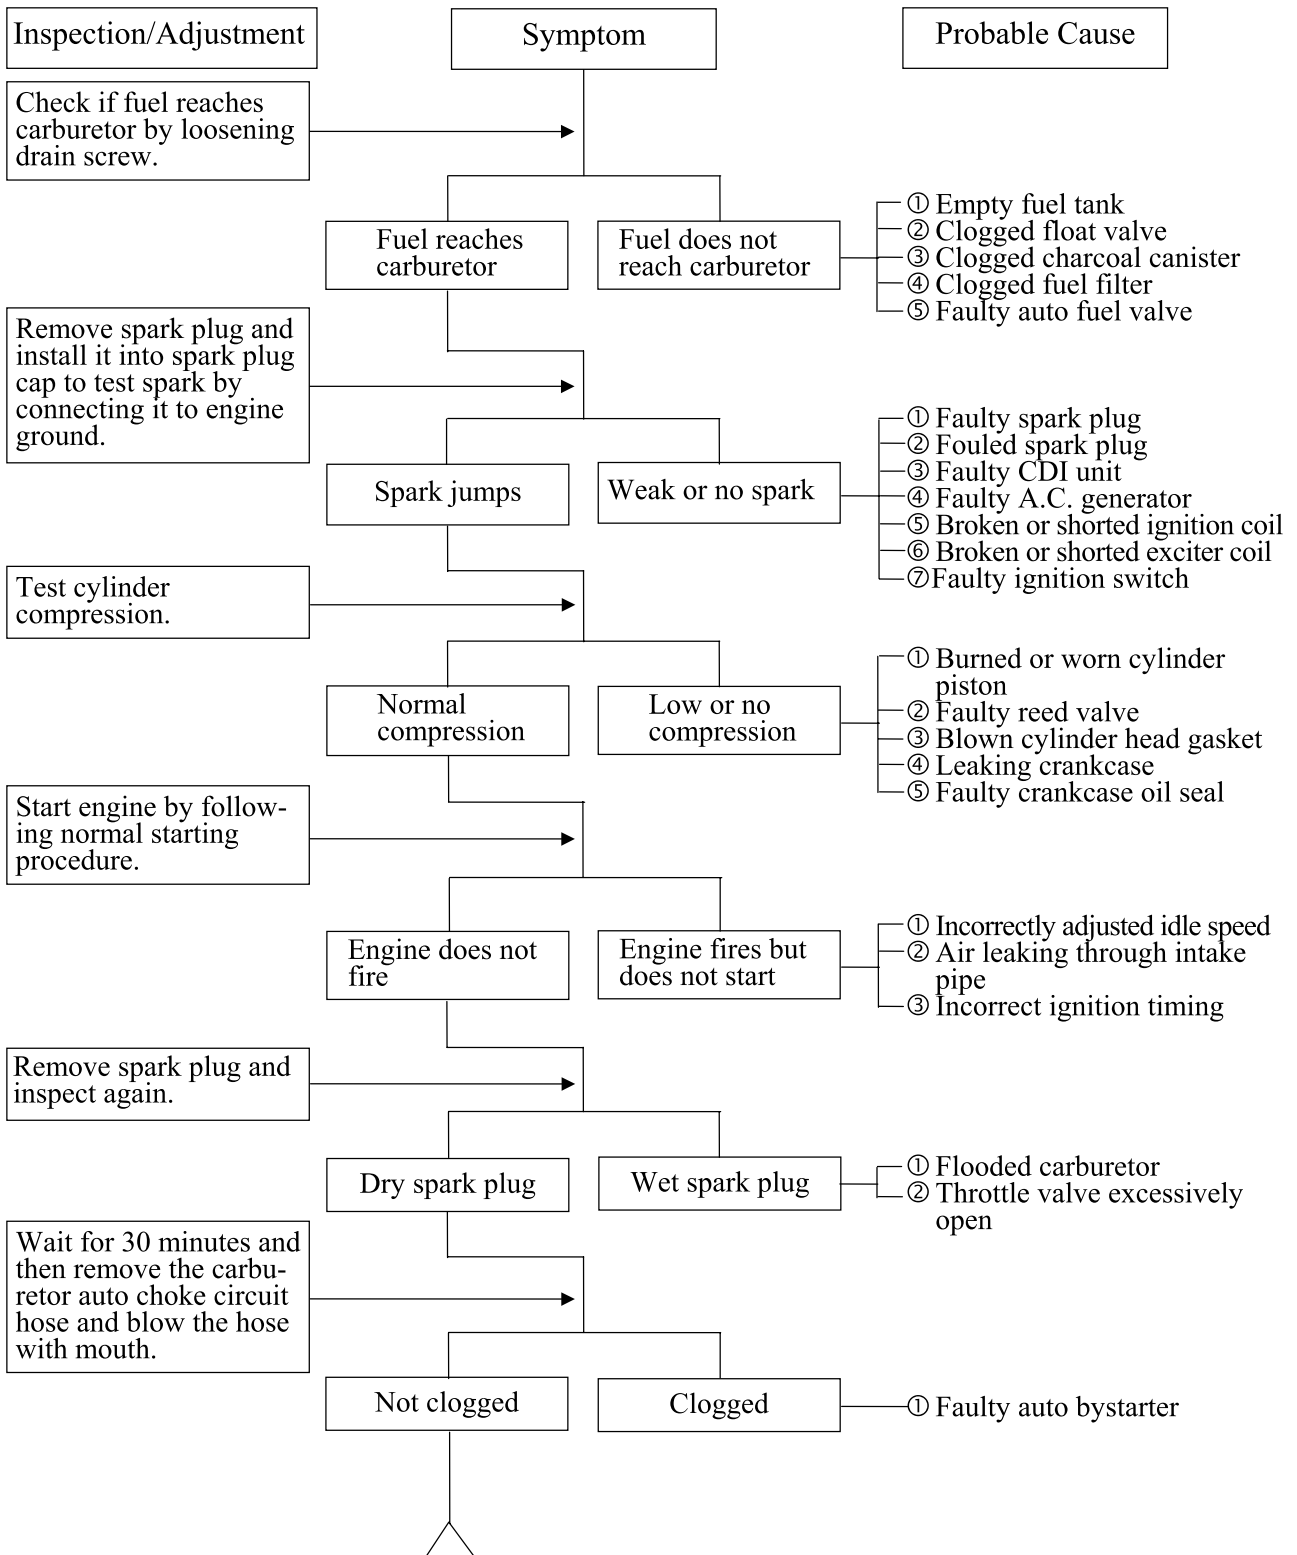 Inspection/Adjustment
Symptom
Probable Cause
Check if fuel reaches
carburetor by loosening
drain screw.
Fuel reaches
carburetor
Fuel does not
reach carburetor
① Empty fuel tank
② Clogged float valve
③ Clogged charcoal canister
④ Clogged fuel filter
⑤ Faulty auto fuel valve
Remove spark plug and
install it into spark plug
cap to test spark by
connecting it to engine
ground.
Spark jumps
Weak or no spark
① Faulty spark plug
② Fouled spark plug
③ Faulty CDI unit
④ Faulty A.C. generator
⑤ Broken or shorted ignition coil
⑥ Broken or shorted exciter coil
⑦Faulty ignition switch
Test cylinder
compression.
Normal
compression
Low or no
compression
① Burned or worn cylinder
piston
② Faulty reed valve
③ Blown cylinder head gasket
④ Leaking crankcase
⑤ Faulty crankcase oil seal
Start engine by follow-
ing normal starting
procedure.
Engine does not
fire
Engine fires but
does not start
① Incorrectly adjusted idle speed
② Air leaking through intake
pipe
③ Incorrect ignition timing
Remove spark plug and
inspect again.
Dry spark plug
Wet spark plug
① Flooded carburetor
② Throttle valve excessively
open
Wait for 30 minutes and
then remove the carbu-
retor auto choke circuit
hose and blow the hose
with mouth.
Not clogged
Clogged
① Faulty auto bystarter